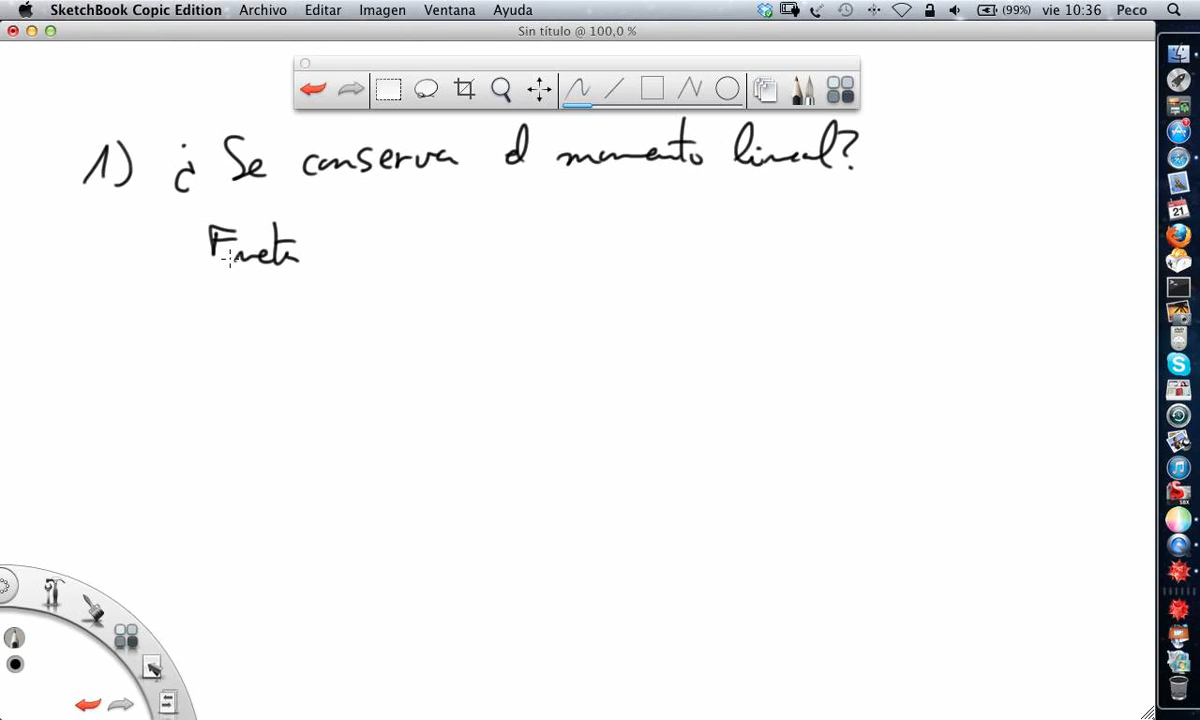 SketchBook Copic Edition Archivo Editar Imagen Ventana Ayuda (99%) vie 10:36 Peco
Sin título @ 100,0 %
1) ¿Se conserva el momento lineal?
Fneta
21